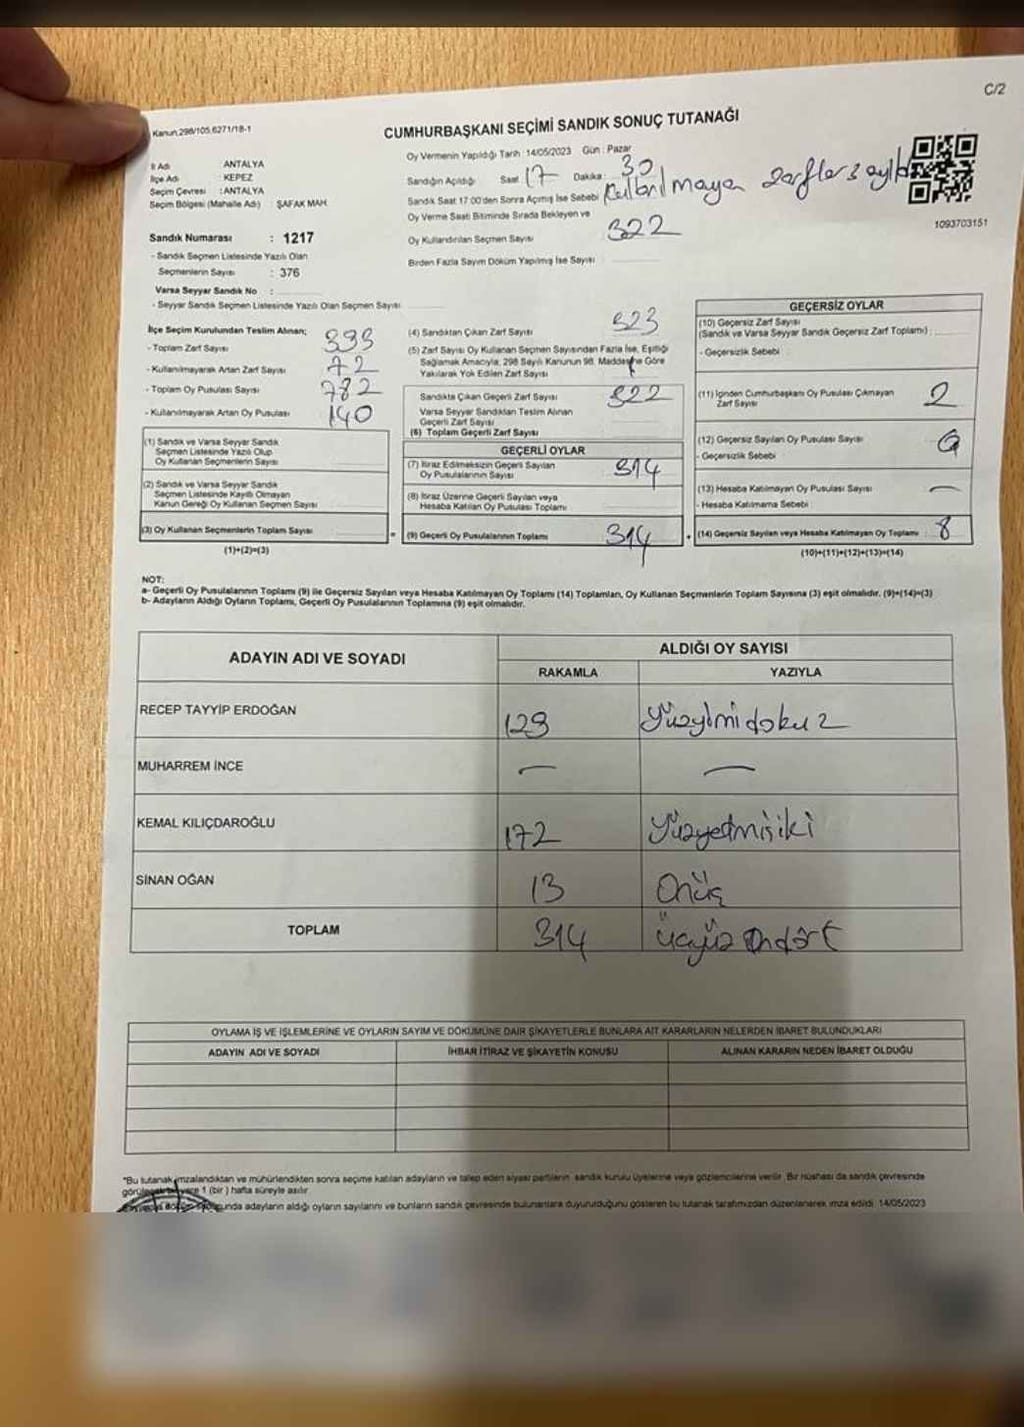 C/2
Kanun:298/105,6271/18-1
CUMHURBAŞKANI SEÇİMİ SANDIK SONUÇ TUTANAĞI
İl Adı ANTALYA
İlçe Adı : KEPEZ
Seçim Çevresi : ANTALYA
Seçim Bölgesi (Mahalle Adı) : ŞAFAK MAH.
Sandık Numarası : 1217
- Sandık Seçmen Listesinde Yazılı Olan
Seçmenlerin Sayısı : 376
Varsa Seyyar Sandık No :
- Seyyar Sandık Seçmen Listesinde Yazılı Olan Seçmen Sayısı
Oy Vermenin Yapıldığı Tarih : 14/05/2023 Gün : Pazar
Sandığın Açıldığı Saat 17 Dakika : 30
Sandık Saat 17:00'den Sonra Açılmış İse Sebebi zarflar sayıldı
Oy Verme Saati Bitiminde Sırada Bekleyen ve
Oy Kullandırılan Seçmen Sayısı 322
Birden Fazla Sayım Döküm Yapılmış İse Sayısı
1093703151
İlçe Seçim Kurulundan Teslim Alınan;
- Toplam Zarf Sayısı
- Kullanılmayarak Artan Zarf Sayısı 72
- Toplam Oy Pusulası Sayısı 782
- Kullanılmayarak Artan Oy Pusulası 140
(1) Sandık ve Varsa Seyyar Sandık
Seçmen Listesinde Yazılı Olup
Oy Kullanan Seçmenlerin Sayısı
(2) Sandık ve Varsa Seyyar Sandık
Seçmen Listesinde Kayıtlı Olmayan
Kanun Gereği Oy Kullanan Seçmen Sayısı
(3) Oy Kullanan Seçmenlerin Toplam Sayısı
(1)+(2)=(3)
(4) Sandıktan Çıkan Zarf Sayısı 323
(5) Zarf Sayısı Oy Kullanan Seçmen Sayısından Fazla İse, Eşitliği
Sağlamak Amacıyla; 298 Sayılı Kanunun 98. Maddesine Göre
Yakılarak Yok Edilen Zarf Sayısı
Sandıkta Çıkan Geçerli Zarf Sayısı 322
Varsa Seyyar Sandıktan Teslim Alınan
Geçerli Zarf Sayısı
(6) Toplam Geçerli Zarf Sayısı
GEÇERLİ OYLAR
(7) İtiraz Edilmeksizin Geçerli Sayılan
Oy Pusulalarının Sayısı 314
(8) İtiraz Üzerine Geçerli Sayılan veya
Hesaba Katılan Oy Pusulası Toplamı
= (9) Geçerli Oy Pusulalarının Toplamı 314
GEÇERSİZ OYLAR
(10) Geçersiz Zarf Sayısı
(Sandık ve Varsa Seyyar Sandık Geçersiz Zarf Toplamı) :
- Geçersizlik Sebebi
(11) İçinden Cumhurbaşkanı Oy Pusulası Çıkmayan
Zarf Sayısı 2
(12) Geçersiz Sayılan Oy Pusulası Sayısı
- Geçersizlik Sebebi
(13) Hesaba Katılmayan Oy Pusulası Sayısı —
- Hesaba Katılmama Sebebi
+ (14) Geçersiz Sayılan veya Hesaba Katılmayan Oy Toplamı 8
(10)+(11)+(12)+(13)=(14)
NOT:
a- Geçerli Oy Pusulalarının Toplamı (9) ile Geçersiz Sayılan veya Hesaba Katılmayan Oy Toplamı (14) Toplamları, Oy Kullanan Seçmenlerin Toplam Sayısına (3) eşit olmalıdır. (9)+(14)=(3)
b- Adayların Aldığı Oyların Toplamı, Geçerli Oy Pusulalarının Toplamına (9) eşit olmalıdır.
ADAYIN ADI VE SOYADI ALDIĞI OY SAYISI
RAKAMLA YAZIYLA
RECEP TAYYİP ERDOĞAN 129 Yüzyirmidokuz
MUHARREM İNCE — —
KEMAL KILIÇDAROĞLU 172 Yüzyetmişiki
SİNAN OĞAN 13 Onüç
TOPLAM 314 üçyüz ondört
OYLAMA İŞ VE İŞLEMLERİNE VE OYLARIN SAYIM VE DÖKÜMÜNE DAİR ŞİKAYETLERLE BUNLARA AİT KARARLARIN NELERDEN İBARET BULUNDUKLARI
ADAYIN ADI VE SOYADI İHBAR İTİRAZ VE ŞİKAYETİN KONUSU ALINAN KARARIN NEDEN İBARET OLDUĞU
*Bu tutanak imzalandıktan ve mühürlendikten sonra seçime katılan adayların ve talep eden siyasi partilerin sandık kurulu üyelerine veya gözlemcilerine verilir. Bir nüshası da sandık çevresinde
yere 1 (bir ) hafta süreyle asılır
adayların aldığı oyların sayılarını ve bunların sandık çevresinde bulunanlara duyurulduğunu gösteren bu tutanak tarafımızdan düzenlenerek imza edildi. 14/05/2023